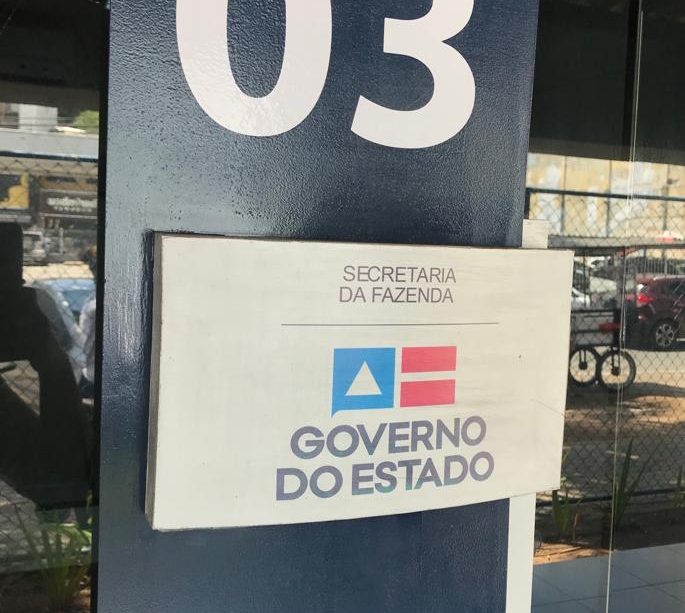 03
SECRETARIA
DA FAZENDA
GOVERNO
DO ESTADO